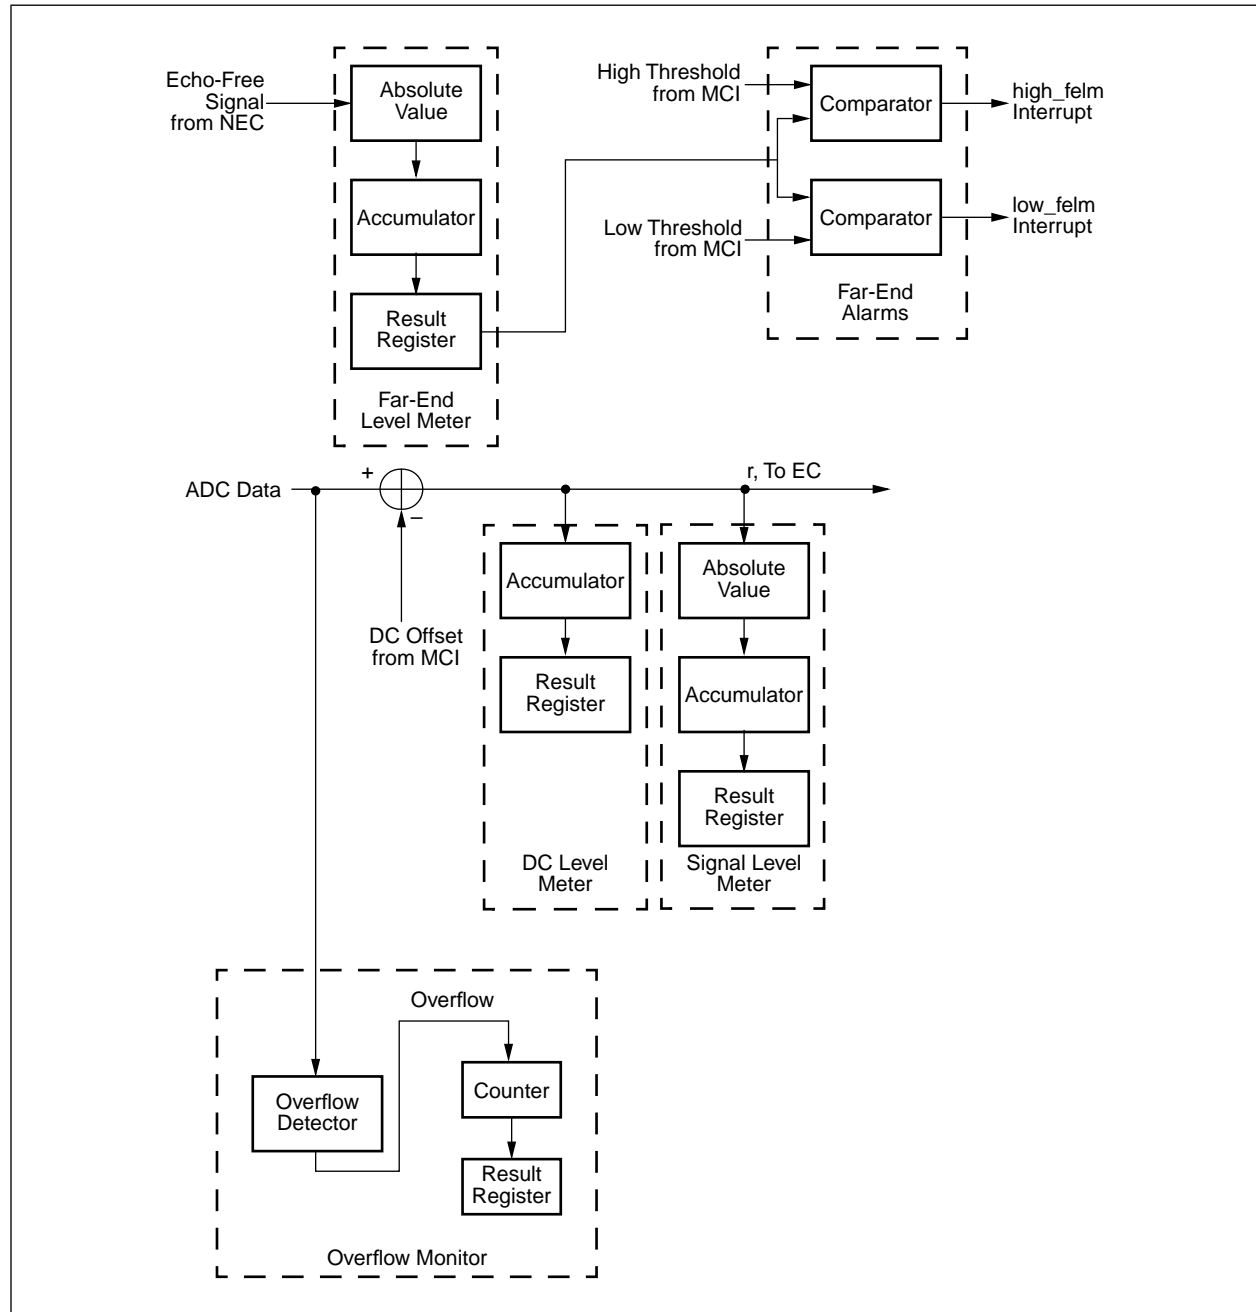 Echo-Free
Signal
from NEC
Absolute
Value
Accumulator
Result
Register
Far-End
Level Meter
High Threshold
from MCI
Comparator
high_felm
Interrupt
Low Threshold
from MCI
Comparator
low_felm
Interrupt
Far-End
Alarms
ADC Data
+
–
DC Offset
from MCI
r, To EC
Accumulator
Result
Register
DC Level
Meter
Absolute
Value
Accumulator
Result
Register
Signal Level
Meter
Overflow
Overflow
Detector
Counter
Result
Register
Overflow Monitor